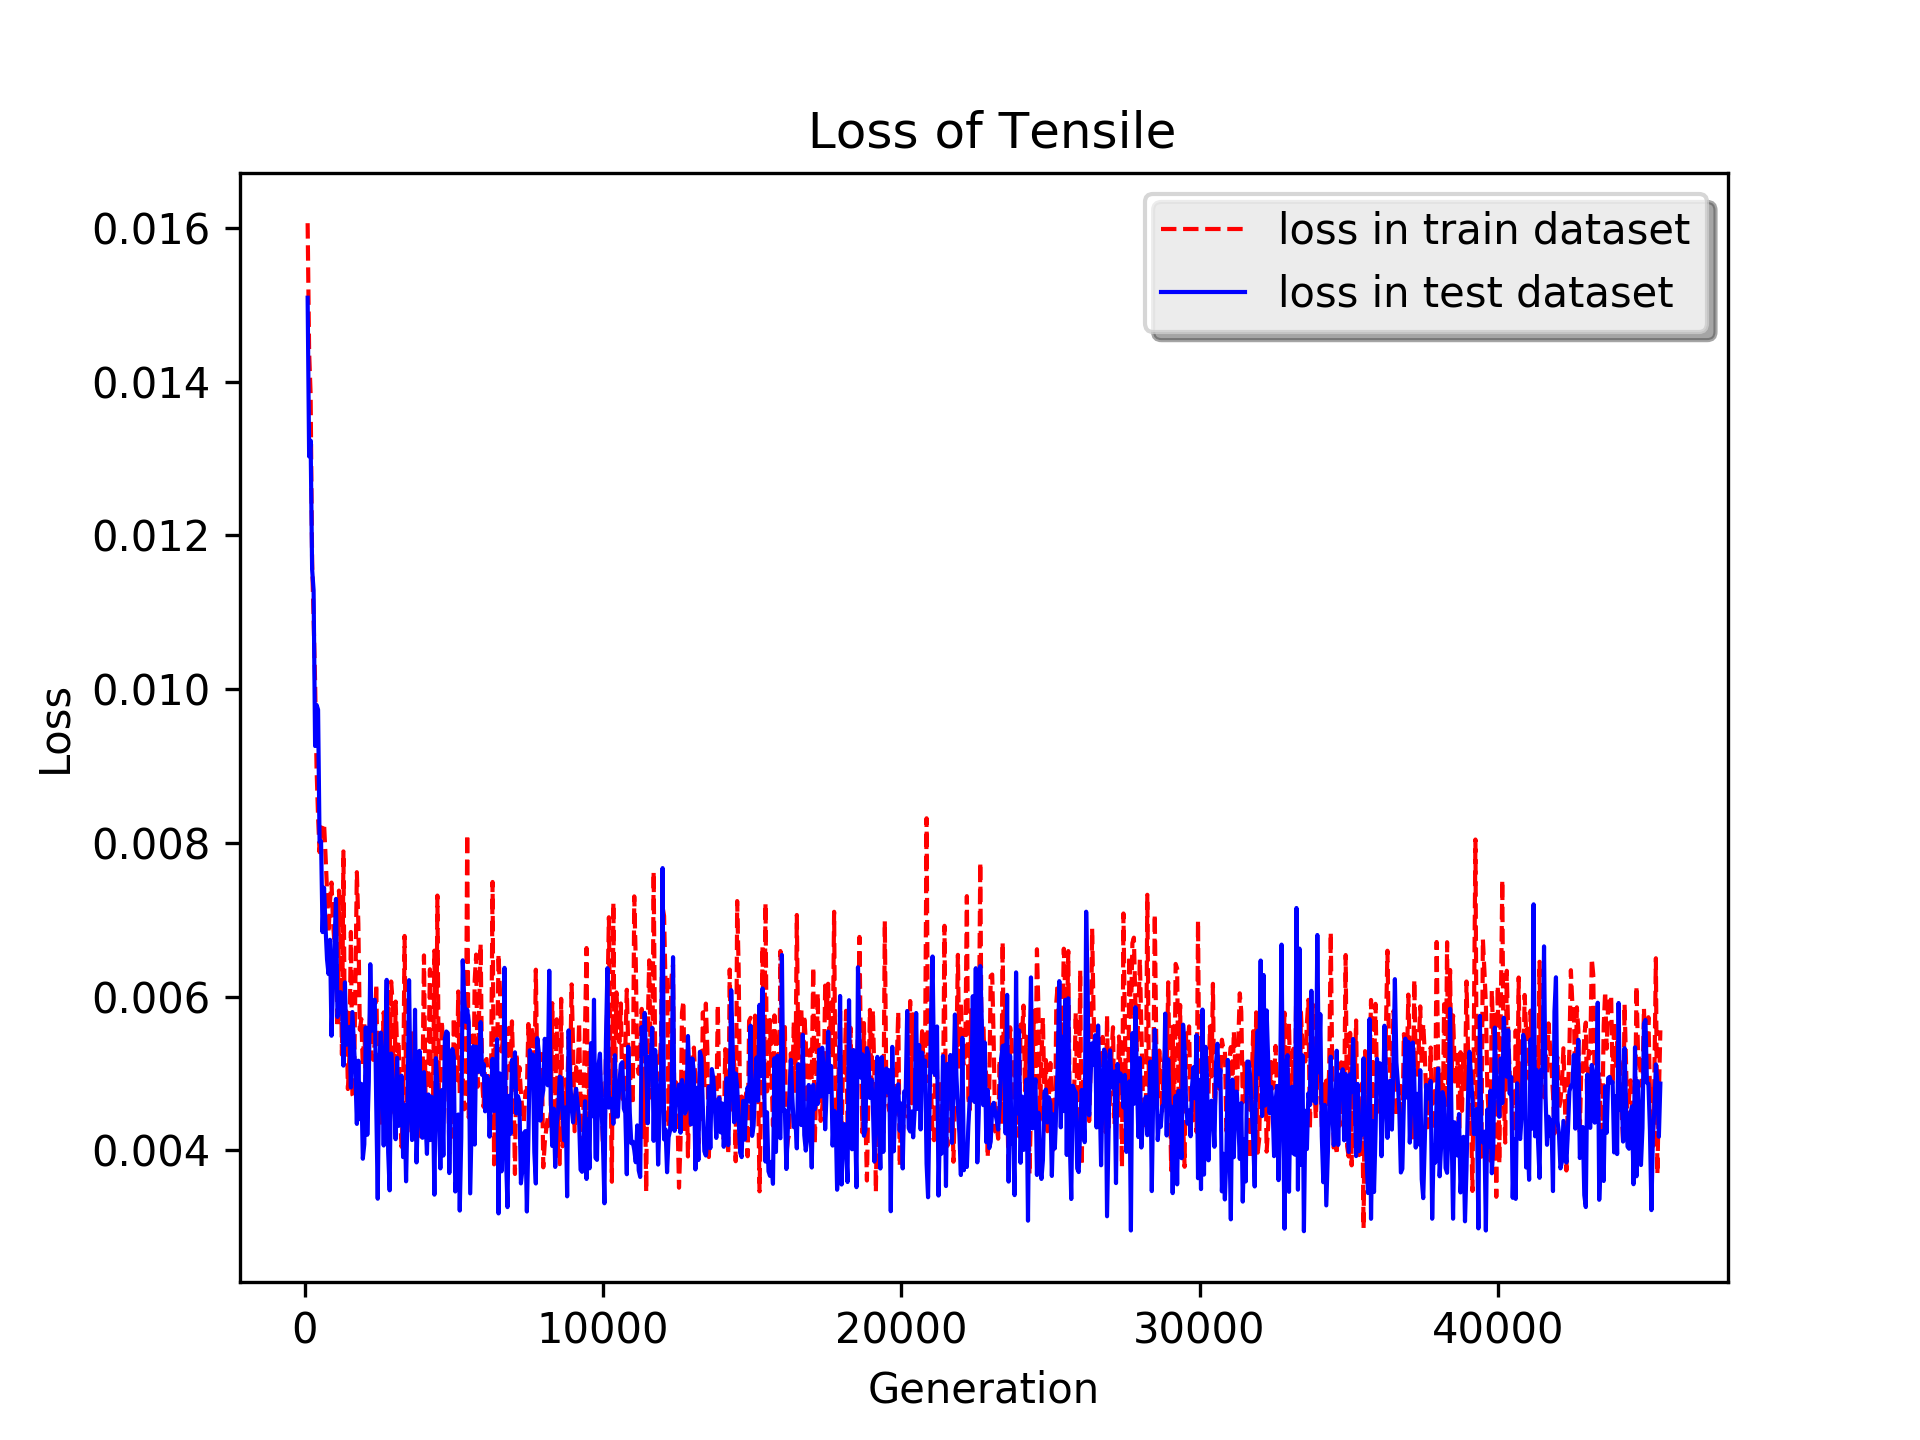 Loss of Tensile
loss in train dataset
loss in test dataset
0.016
0.014
0.012
0.010
0.008
0.006
0.004
Loss
0 10000 20000 30000 40000
Generation